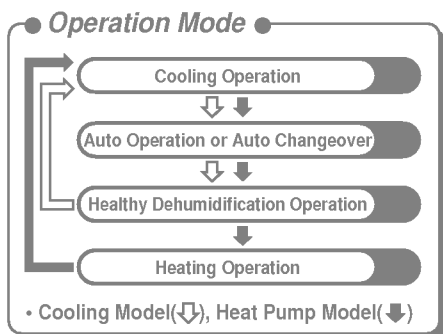 Operation Mode
Cooling Operation
Auto Operation or Auto Changeover
Healthy Dehumidification Operation
Heating Operation
• Cooling Model(⇩), Heat Pump Model(🡇)